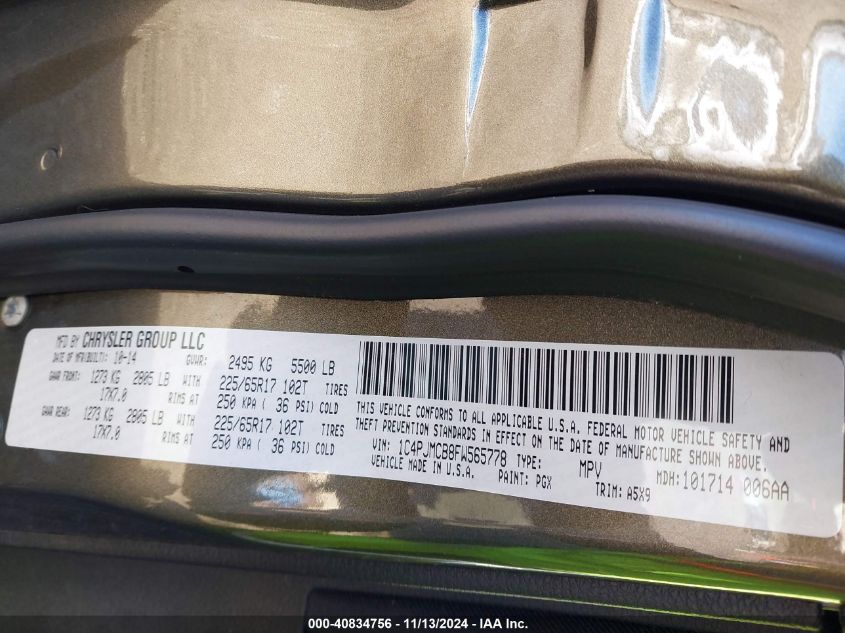 MFD BY CHRYSLER GROUP LLC
DATE OF MFR(BUILT): 10-14 GVWR: 2495 KG 5500 LB
GAWR FRONT: 1273 KG 2805 LB WITH 225/65R17 102T TIRES
17X7.0 RIMS AT 250 KPA ( 36 PSI) COLD
GAWR REAR: 1273 KG 2805 LB WITH 225/65R17 102T TIRES
17X7.0 RIMS AT 250 KPA ( 36 PSI) COLD
THIS VEHICLE CONFORMS TO ALL APPLICABLE U.S.A. FEDERAL MOTOR VEHICLE SAFETY AND
THEFT PREVENTION STANDARDS IN EFFECT ON THE DATE OF MANUFACTURE SHOWN ABOVE.
VIN: 1C4PJMCB8FW565778 TYPE: MPV MDH:101714 006AA
VEHICLE MADE IN U.S.A. PAINT: PGX TRIM: A5X9
000-40834756 - 11/13/2024 - IAA Inc.